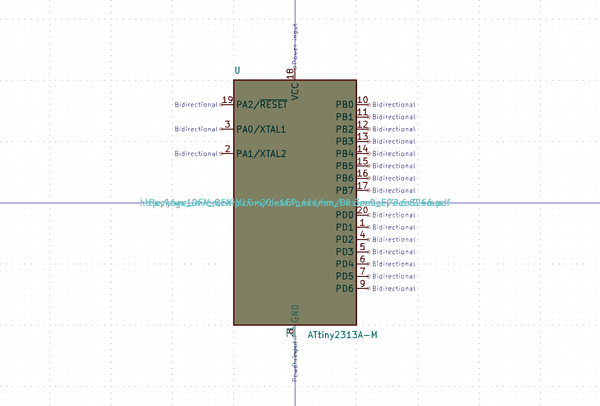 Power input
18
U
VCC
Bidirectional 19 PA2/RESET PB0 10 Bidirectional
PB1 11 Bidirectional
Bidirectional 3 PA0/XTAL1 PB2 12 Bidirectional
PB3 13 Bidirectional
Bidirectional 2 PA1/XTAL2 PB4 14 Bidirectional
PB5 15 Bidirectional
PB6 16 Bidirectional
PB7 17 Bidirectional
PD0 20 Bidirectional
PD1 1 Bidirectional
PD2 4 Bidirectional
PD3 5 Bidirectional
PD4 6 Bidirectional
PD5 7 Bidirectional
PD6 9 Bidirectional
GND
ATtiny2313A-M